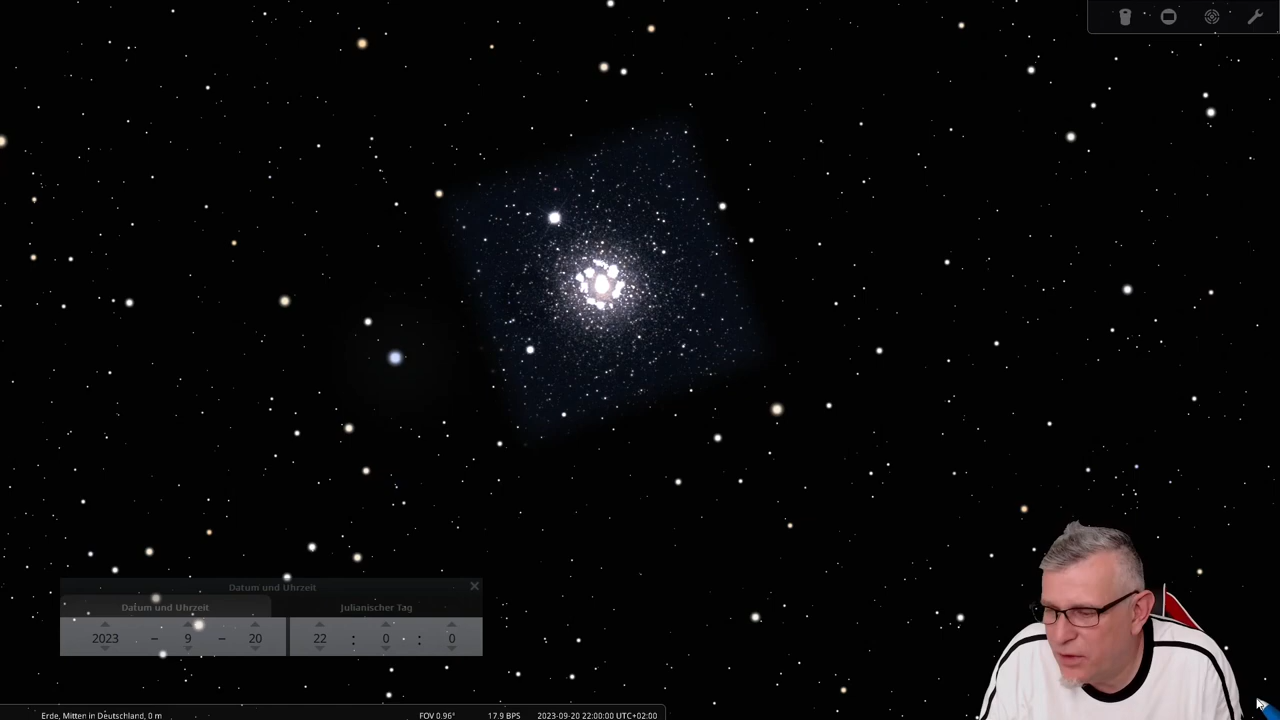 Datum und Uhrzeit
Datum und Uhrzeit Julianischer Tag
2023 – 9 – 20 22 : 0 : 0
Erde, Mitten in Deutschland, 0 m FOV 0.96° 17.9 BPS 2023-09-20 22:00:00 UTC+02:00